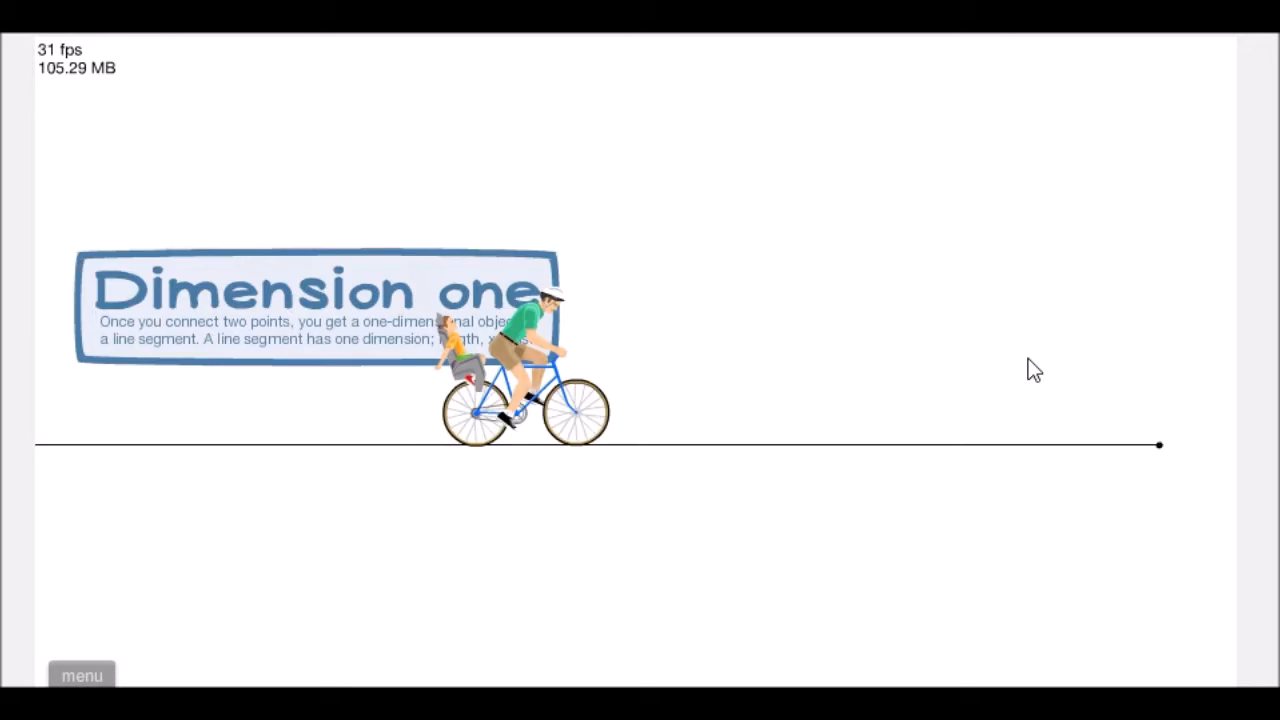 31 fps
105.29 MB
Dimension one
Once you connect two points, you get a one-dimensional
a line segment. A line segment has one dimension;
menu